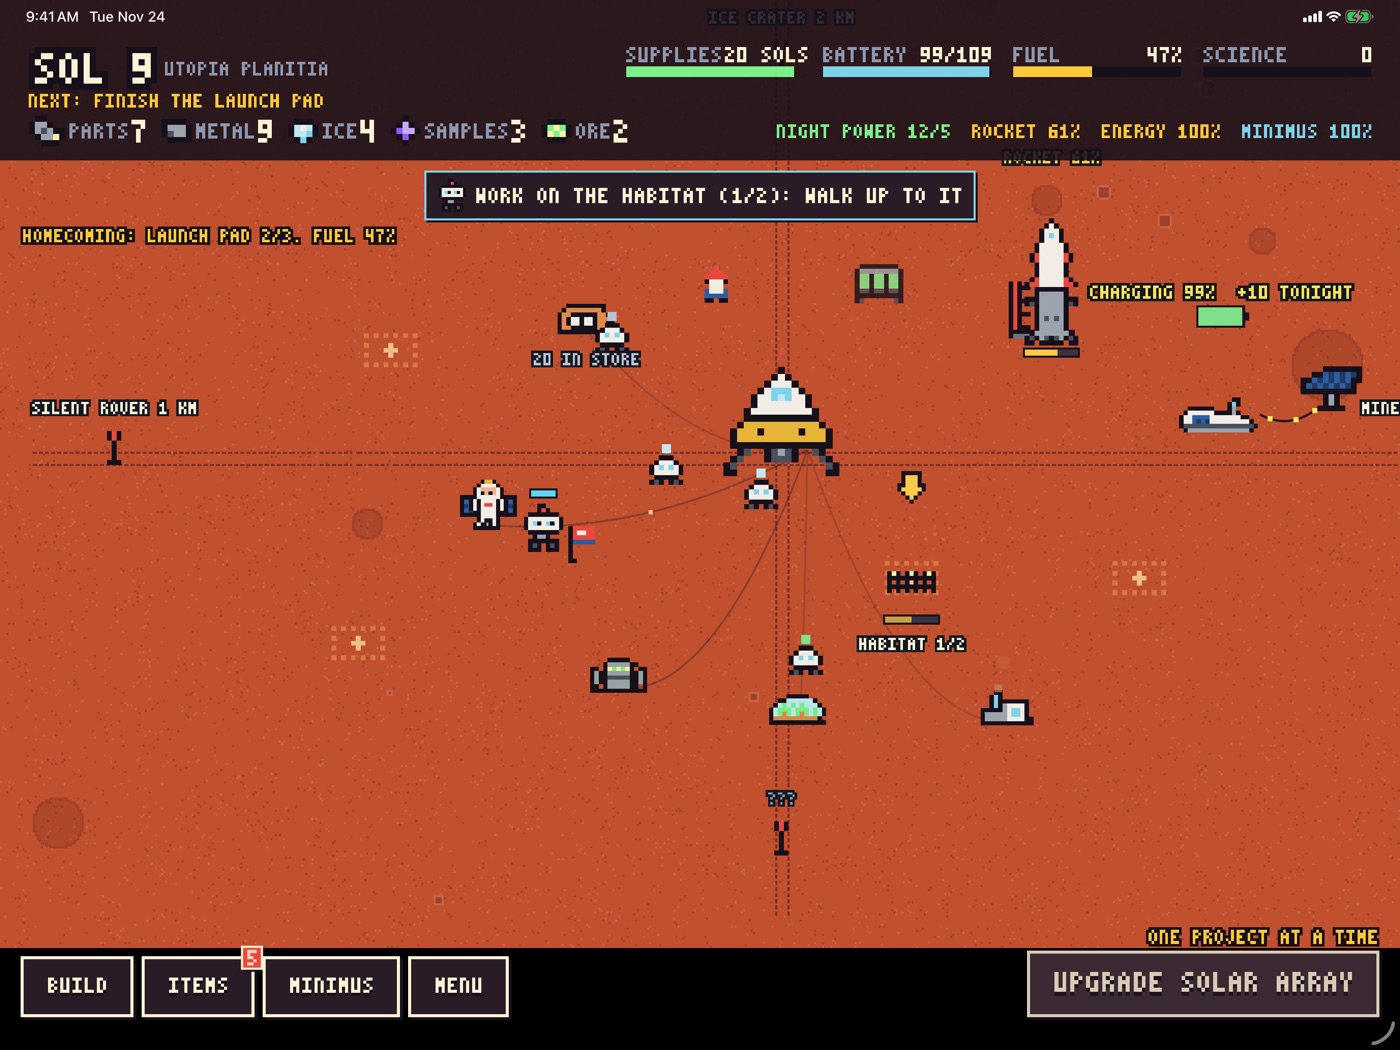 9:41 AM Tue Nov 24
ICE CRATER 2 KM
SOL 9 UTOPIA PLANITIA
SUPPLIES 20 SOLS BATTERY 99/109 FUEL 47% SCIENCE 0
NEXT: FINISH THE LAUNCH PAD
PARTS 7 METAL 9 ICE 4 SAMPLES 3 ORE 2
NIGHT POWER 12/5 ROCKET 61% ENERGY 100% MINIMUS 100%
ROCKET 61%
WORK ON THE HABITAT (1/2): WALK UP TO IT
HOMECOMING: LAUNCH PAD 2/3. FUEL 47%
CHARGING 99% +10 TONIGHT
20 IN STORE
SILENT ROVER 1 KM
MINE
HABITAT 1/2
???
ONE PROJECT AT A TIME
BUILD
ITEMS
5
MINIMUS
MENU
UPGRADE SOLAR ARRAY